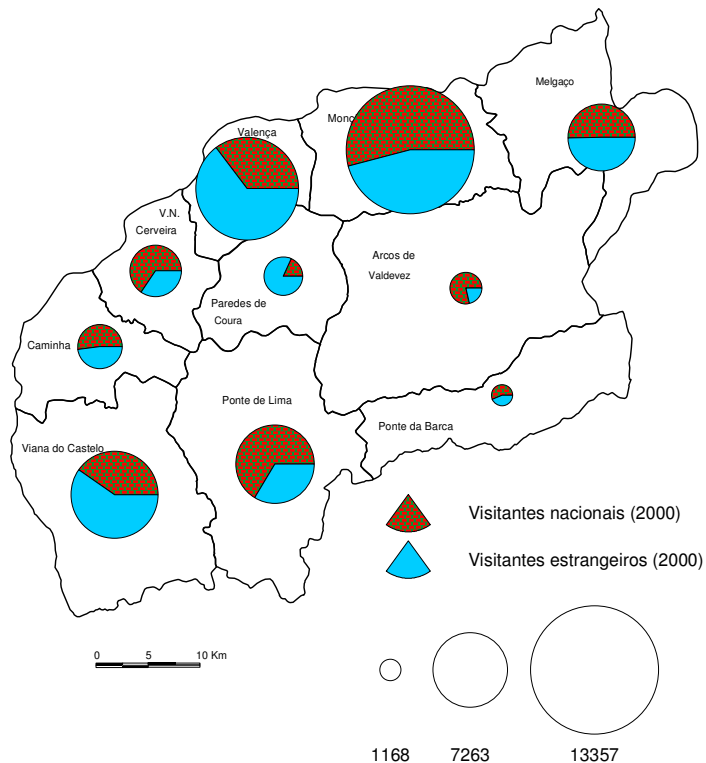 Melgaço
Monc
Valença
V.N.
Cerveira
Arcos de
Valdevez
Paredes de
Coura
Caminha
Ponte de Lima
Ponte da Barca
Viana do Castelo
Visitantes nacionais (2000)
Visitantes estrangeiros (2000)
0 5 10 Km
1168 7263 13357